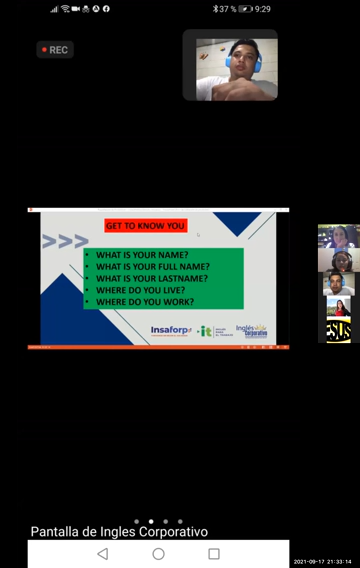 37 % 9:29
REC
GET TO KNOW YOU
>>>
• WHAT IS YOUR NAME?
• WHAT IS YOUR FULL NAME?
• WHAT IS YOUR LASTNAME?
• WHERE DO YOU LIVE?
• WHERE DO YOU WORK?
Insaforp
it
Inglés
Corporativo
ESUS
Pantalla de Ingles Corporativo
2021-09-17 21:33:14